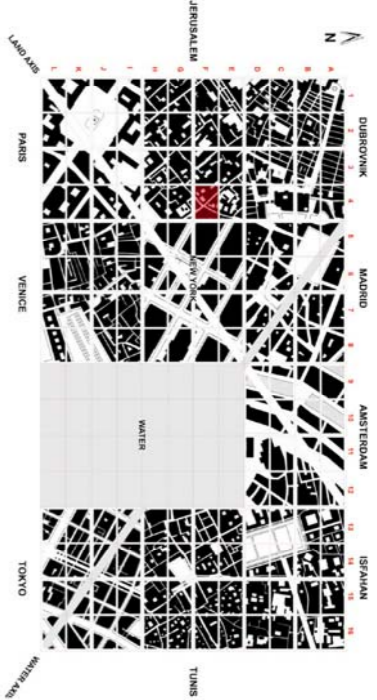 JERUSALEM
N
LAND AXIS
L K J I H G F E D C B A
1
2
3
4
5
6
7
8
9
10
11
12
13
14
15
16
DUBROVNIK
PARIS
MADRID
VENICE
NEW YORK
AMSTERDAM
WATER
ISFAHAN
TOKYO
TUNIS
WATER AXIS